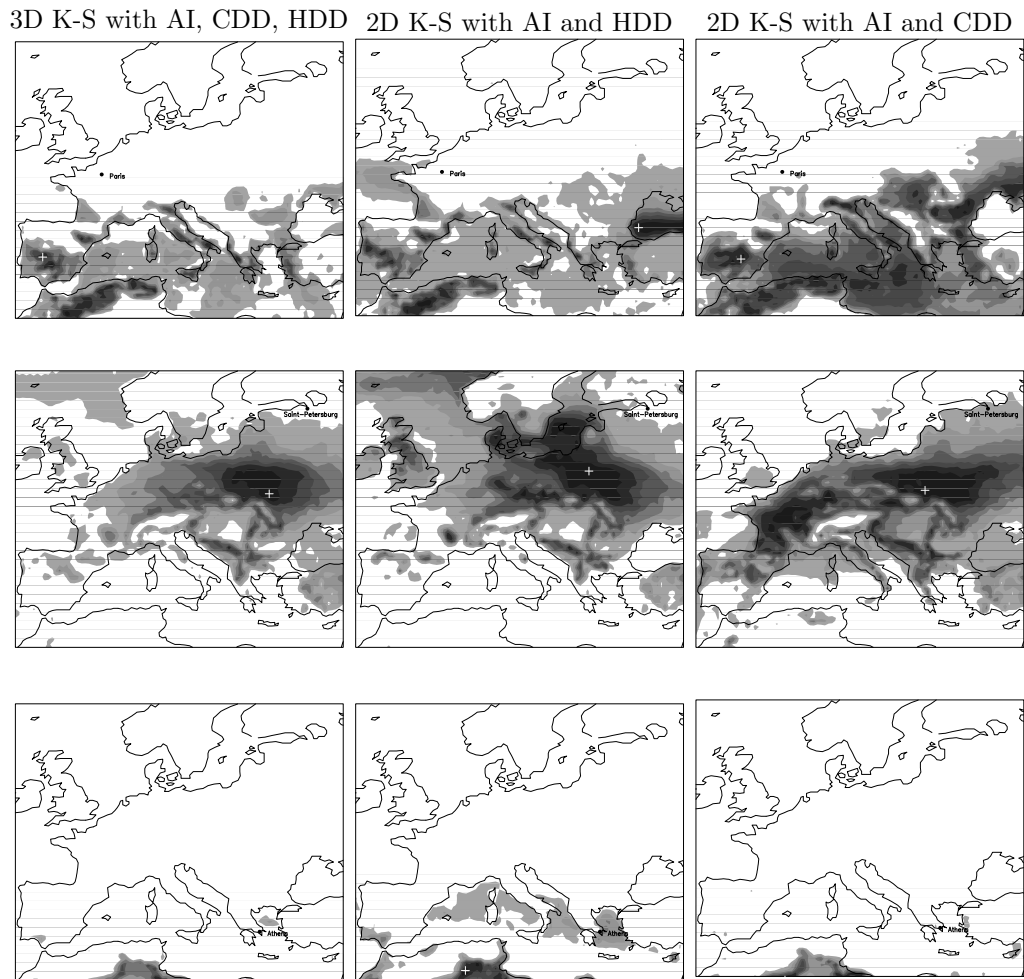 3D K-S with AI, CDD, HDD
2D K-S with AI and HDD
2D K-S with AI and CDD
Paris
Paris
Paris
Saint-Petersburg
Saint-Petersburg
Saint-Petersburg
Athens
Athens
Athens